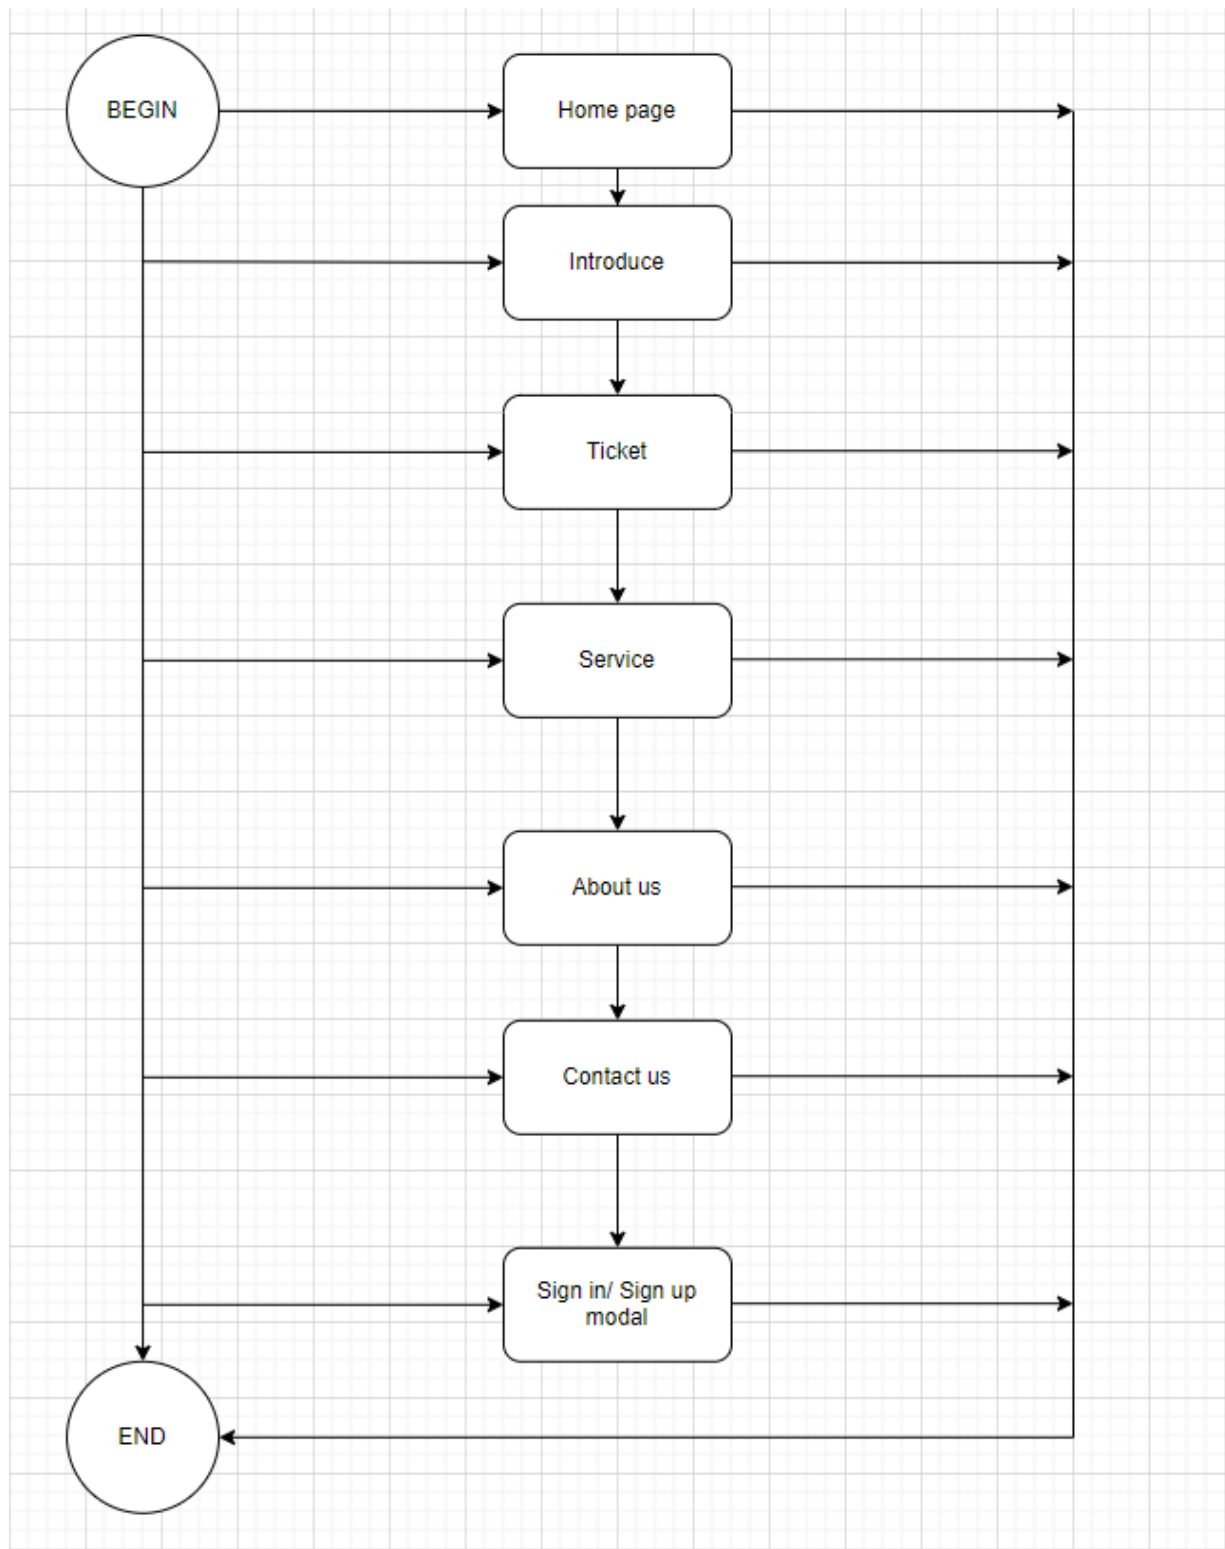 BEGIN
Home page
Introduce
Ticket
Service
About us
Contact us
Sign in/ Sign up
modal
END